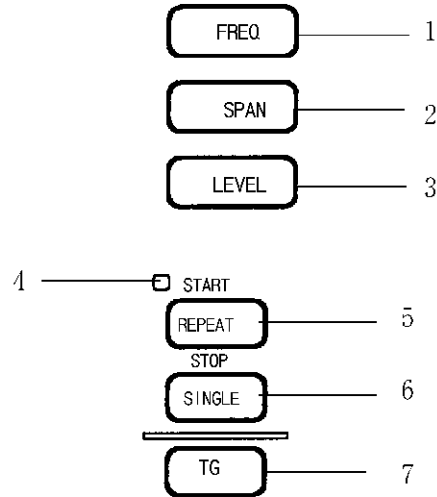 FREQ 1
SPAN 2
LEVEL 3
4 START
REPEAT 5
STOP
SINGLE 6
TG 7